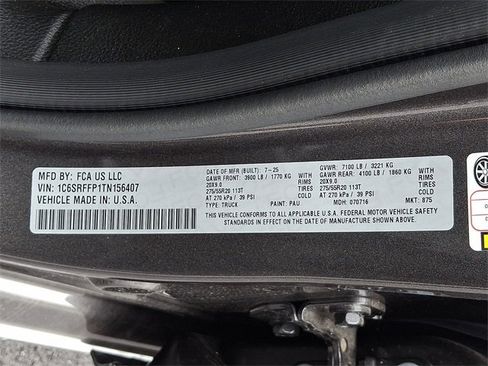 MFD BY: FCA US LLC
VIN: 1C6SRFFP1TN156407
VEHICLE MADE IN: U.S.A.
DATE OF MFR (BUILT): 7-25 GVWR: 7100 LB / 3221 KG
GAWR FRONT: 3900 LB / 1770 KG WITH GAWR REAR: 4100 LB / 1860 KG WITH
20X9.0 RIMS 20X9.0 RIMS
275/55R20 113T TIRES 275/55R20 113T TIRES
AT 270 kPa / 39 PSI COLD AT 270 kPa / 39 PSI COLD
TYPE: TRUCK PAINT: PAU MDH: 070716 MKT: 875
THIS VEHICLE CONFORMS TO ALL APPLICABLE U.S.A. FEDERAL MOTOR VEHICLE SAFETY
STANDARDS IN EFFECT ON THE DATE OF MANUFACTURE SHOWN ABOVE.